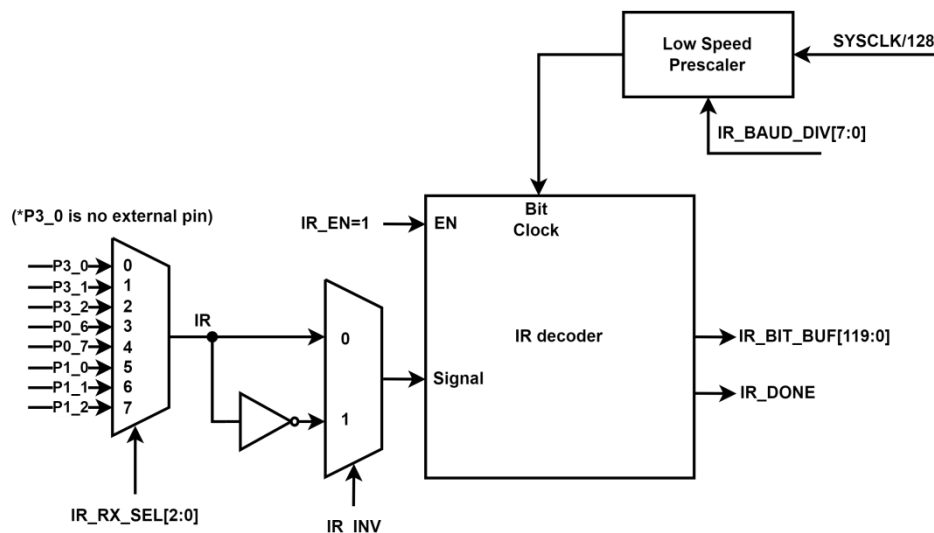 Low Speed
Prescaler
SYSCLK/128
IR_BAUD_DIV[7:0]
(*P3_0 is no external pin)
IR_EN=1
EN
Bit
Clock
P3_0
0
P3_1
1
P3_2
2
P0_6
3
P0_7
4
P1_0
5
P1_1
6
P1_2
7
IR
0
1
IR decoder
Signal
IR_BIT_BUF[119:0]
IR_DONE
IR_RX_SEL[2:0]
IR_INV